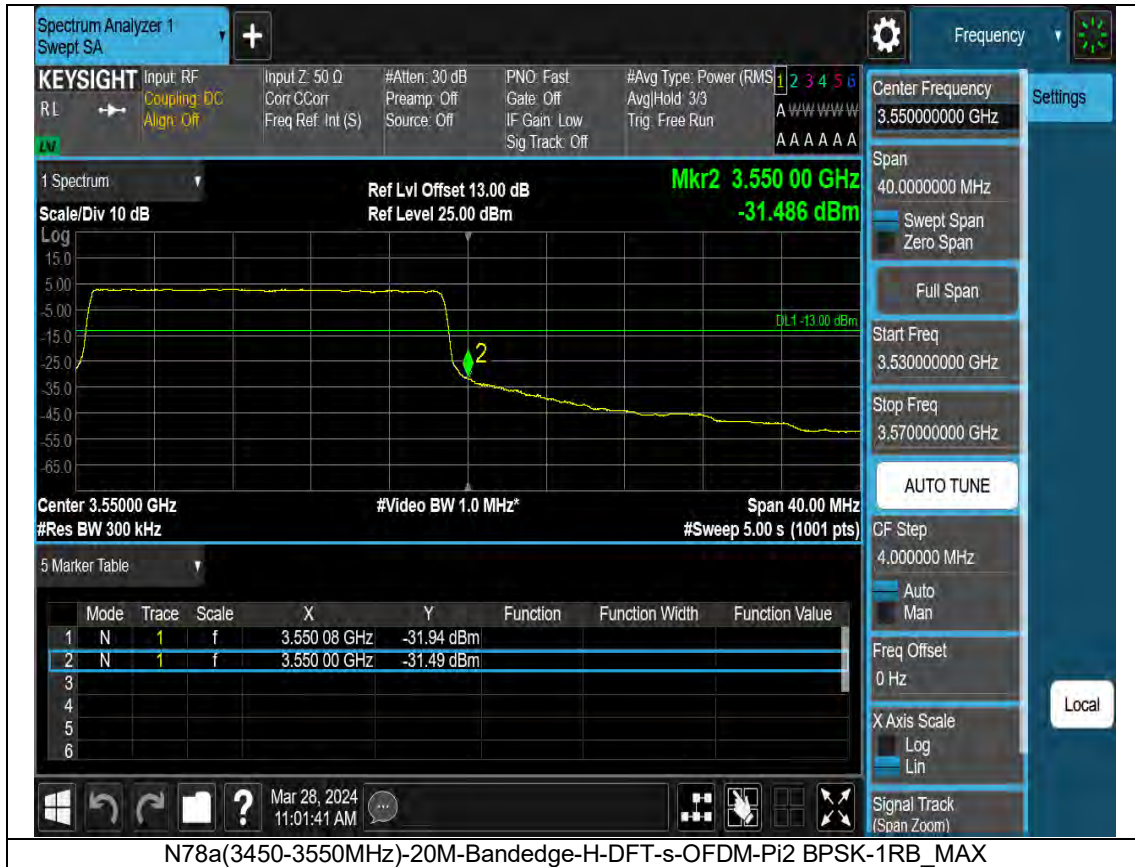 Spectrum Analyzer 1
Swept SA
+
Frequency
KEYSIGHT
RL
Input: RF
Coupling: DC
Align: Off
Input Z: 50 Ω
Corr CCorr
Freq Ref: Int (S)
#Atten: 30 dB
Preamp: Off
Source: Off
PNO: Fast
Gate: Off
IF Gain: Low
Sig Track: Off
#Avg Type: Power (RMS
Avg|Hold: 3/3
Trig: Free Run
1 2 3 4 5 6
A W W W W W
A A A A A A
LNI
1 Spectrum
Scale/Div 10 dB
Ref Lvl Offset 13.00 dB
Ref Level 25.00 dBm
Mkr2 3.550 00 GHz
-31.486 dBm
Log
15.0
5.00
-5.00
-15.0
-25.0
-35.0
-45.0
-55.0
-65.0
DL1 -13.00 dBm
2
Center 3.55000 GHz
#Res BW 300 kHz
#Video BW 1.0 MHz*
Span 40.00 MHz
#Sweep 5.00 s (1001 pts)
5 Marker Table
Mode Trace Scale X Y Function Function Width Function Value
1 N 1 f 3.550 08 GHz -31.94 dBm
2 N 1 f 3.550 00 GHz -31.49 dBm
3
4
5
6
Center Frequency
3.550000000 GHz
Span
40.0000000 MHz
Swept Span
Zero Span
Full Span
Start Freq
3.530000000 GHz
Stop Freq
3.570000000 GHz
AUTO TUNE
CF Step
4.000000 MHz
Auto
Man
Freq Offset
0 Hz
X Axis Scale
Log
Lin
Signal Track
(Span Zoom)
Settings
Local
?
Mar 28, 2024
11:01:41 AM
N78a(3450-3550MHz)-20M-Bandedge-H-DFT-s-OFDM-Pi2 BPSK-1RB_MAX